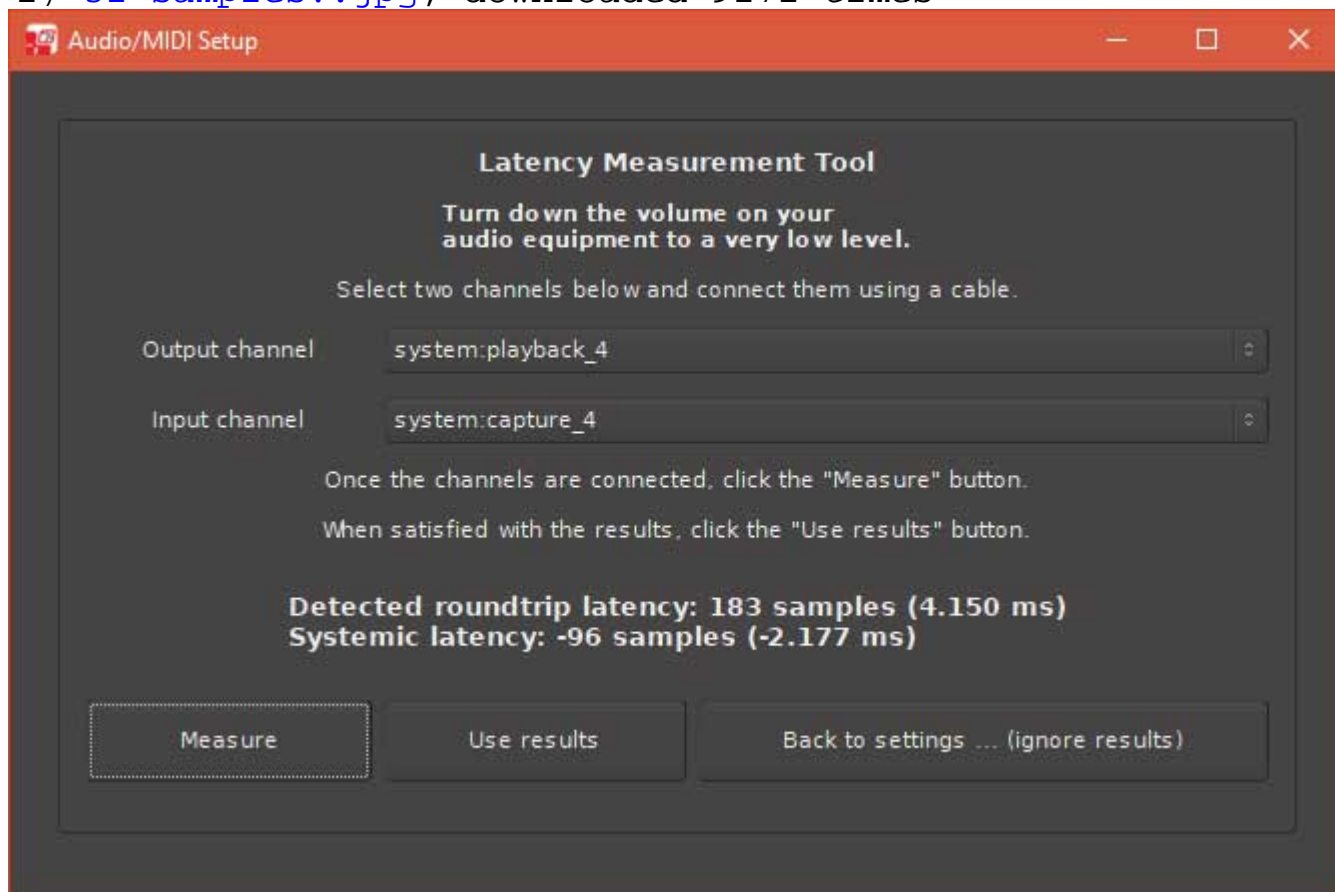 Audio/MIDI Setup
Latency Measurement Tool
Turn down the volume on your
audio equipment to a very low level.
Select two channels below and connect them using a cable.
Output channel system:playback_4
Input channel system:capture_4
Once the channels are connected, click the "Measure" button.
When satisfied with the results, click the "Use results" button.
Detected roundtrip latency: 183 samples (4.150 ms)
Systemic latency: -96 samples (-2.177 ms)
Measure Use results Back to settings ... (ignore results)